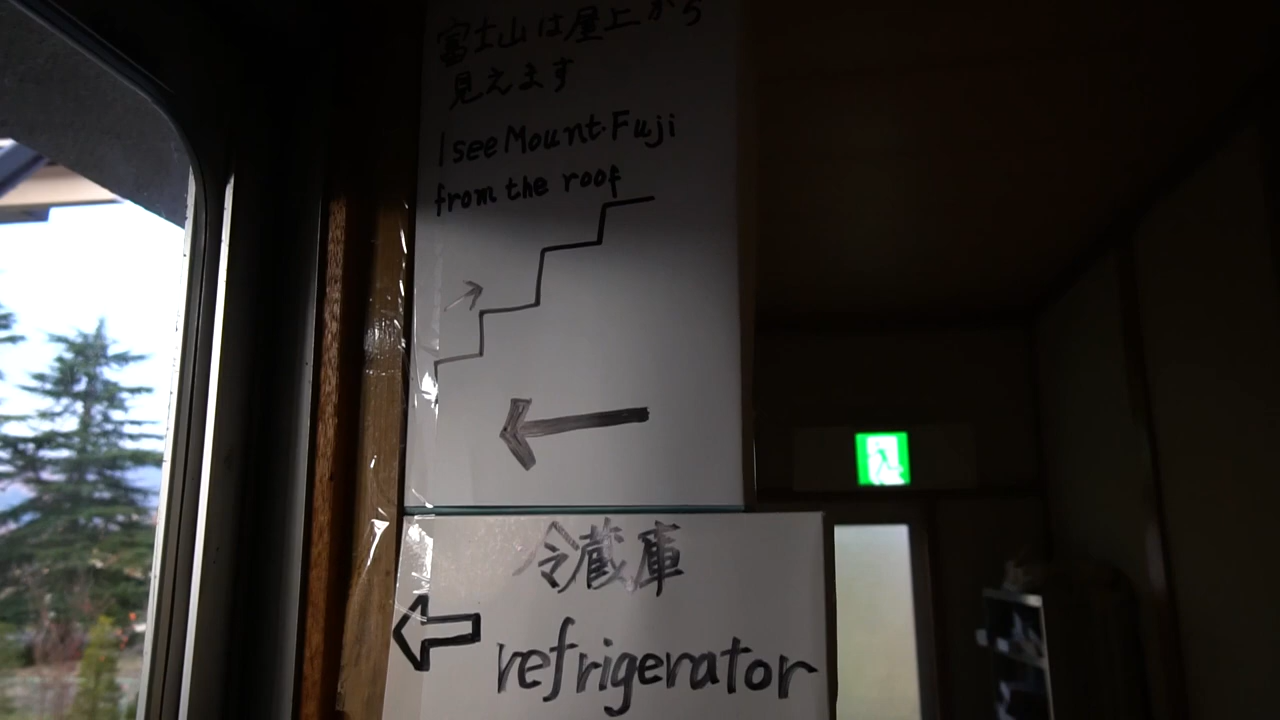 富士山は屋上から
見えます
I see Mount Fuji
from the roof
冷蔵庫
refrigerator